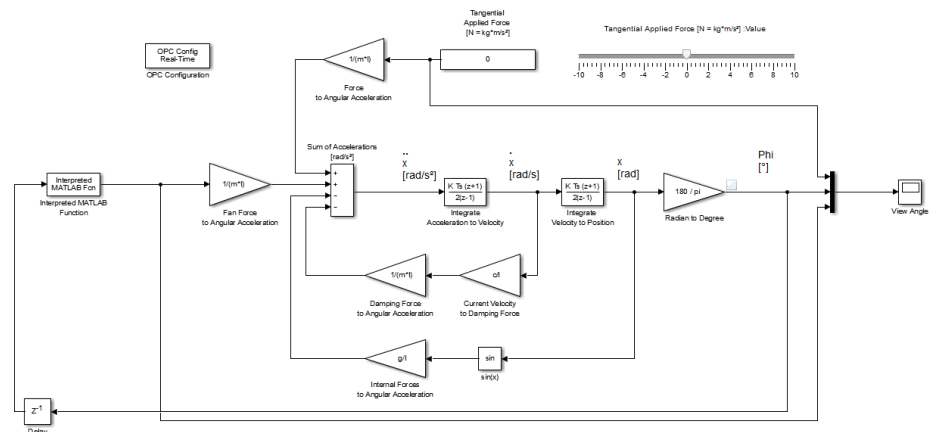 Tangential
Applied Force
[N = kg*m/s²]
0
Tangential Applied Force [N = kg*m/s²] :Value
-10 -8 -6 -4 -2 0 2 4 6 8 10
OPC Config
Real-Time
OPC Configuration
1/(m*l)
Force
to Angular Acceleration
Sum of Accelerations
[rad/s²]
+
+
−
−
Interpreted
MATLAB Fcn
Interpreted MATLAB
Function
1/(m*l)
Fan Force
to Angular Acceleration
..
x
[rad/s²]
K Ts (z+1)
2(z-1)
Integrate
Acceleration to Velocity
.
x
[rad/s]
K Ts (z+1)
2(z-1)
Integrate
Velocity to Position
x
[rad]
180 / pi
Radian to Degree
Phi
[°]
View Angle
1/(m*l)
Damping Force
to Angular Acceleration
c/l
Current Velocity
to Damping Force
g/l
Internal Forces
to Angular Acceleration
sin
sin(x)
z-1
Delay